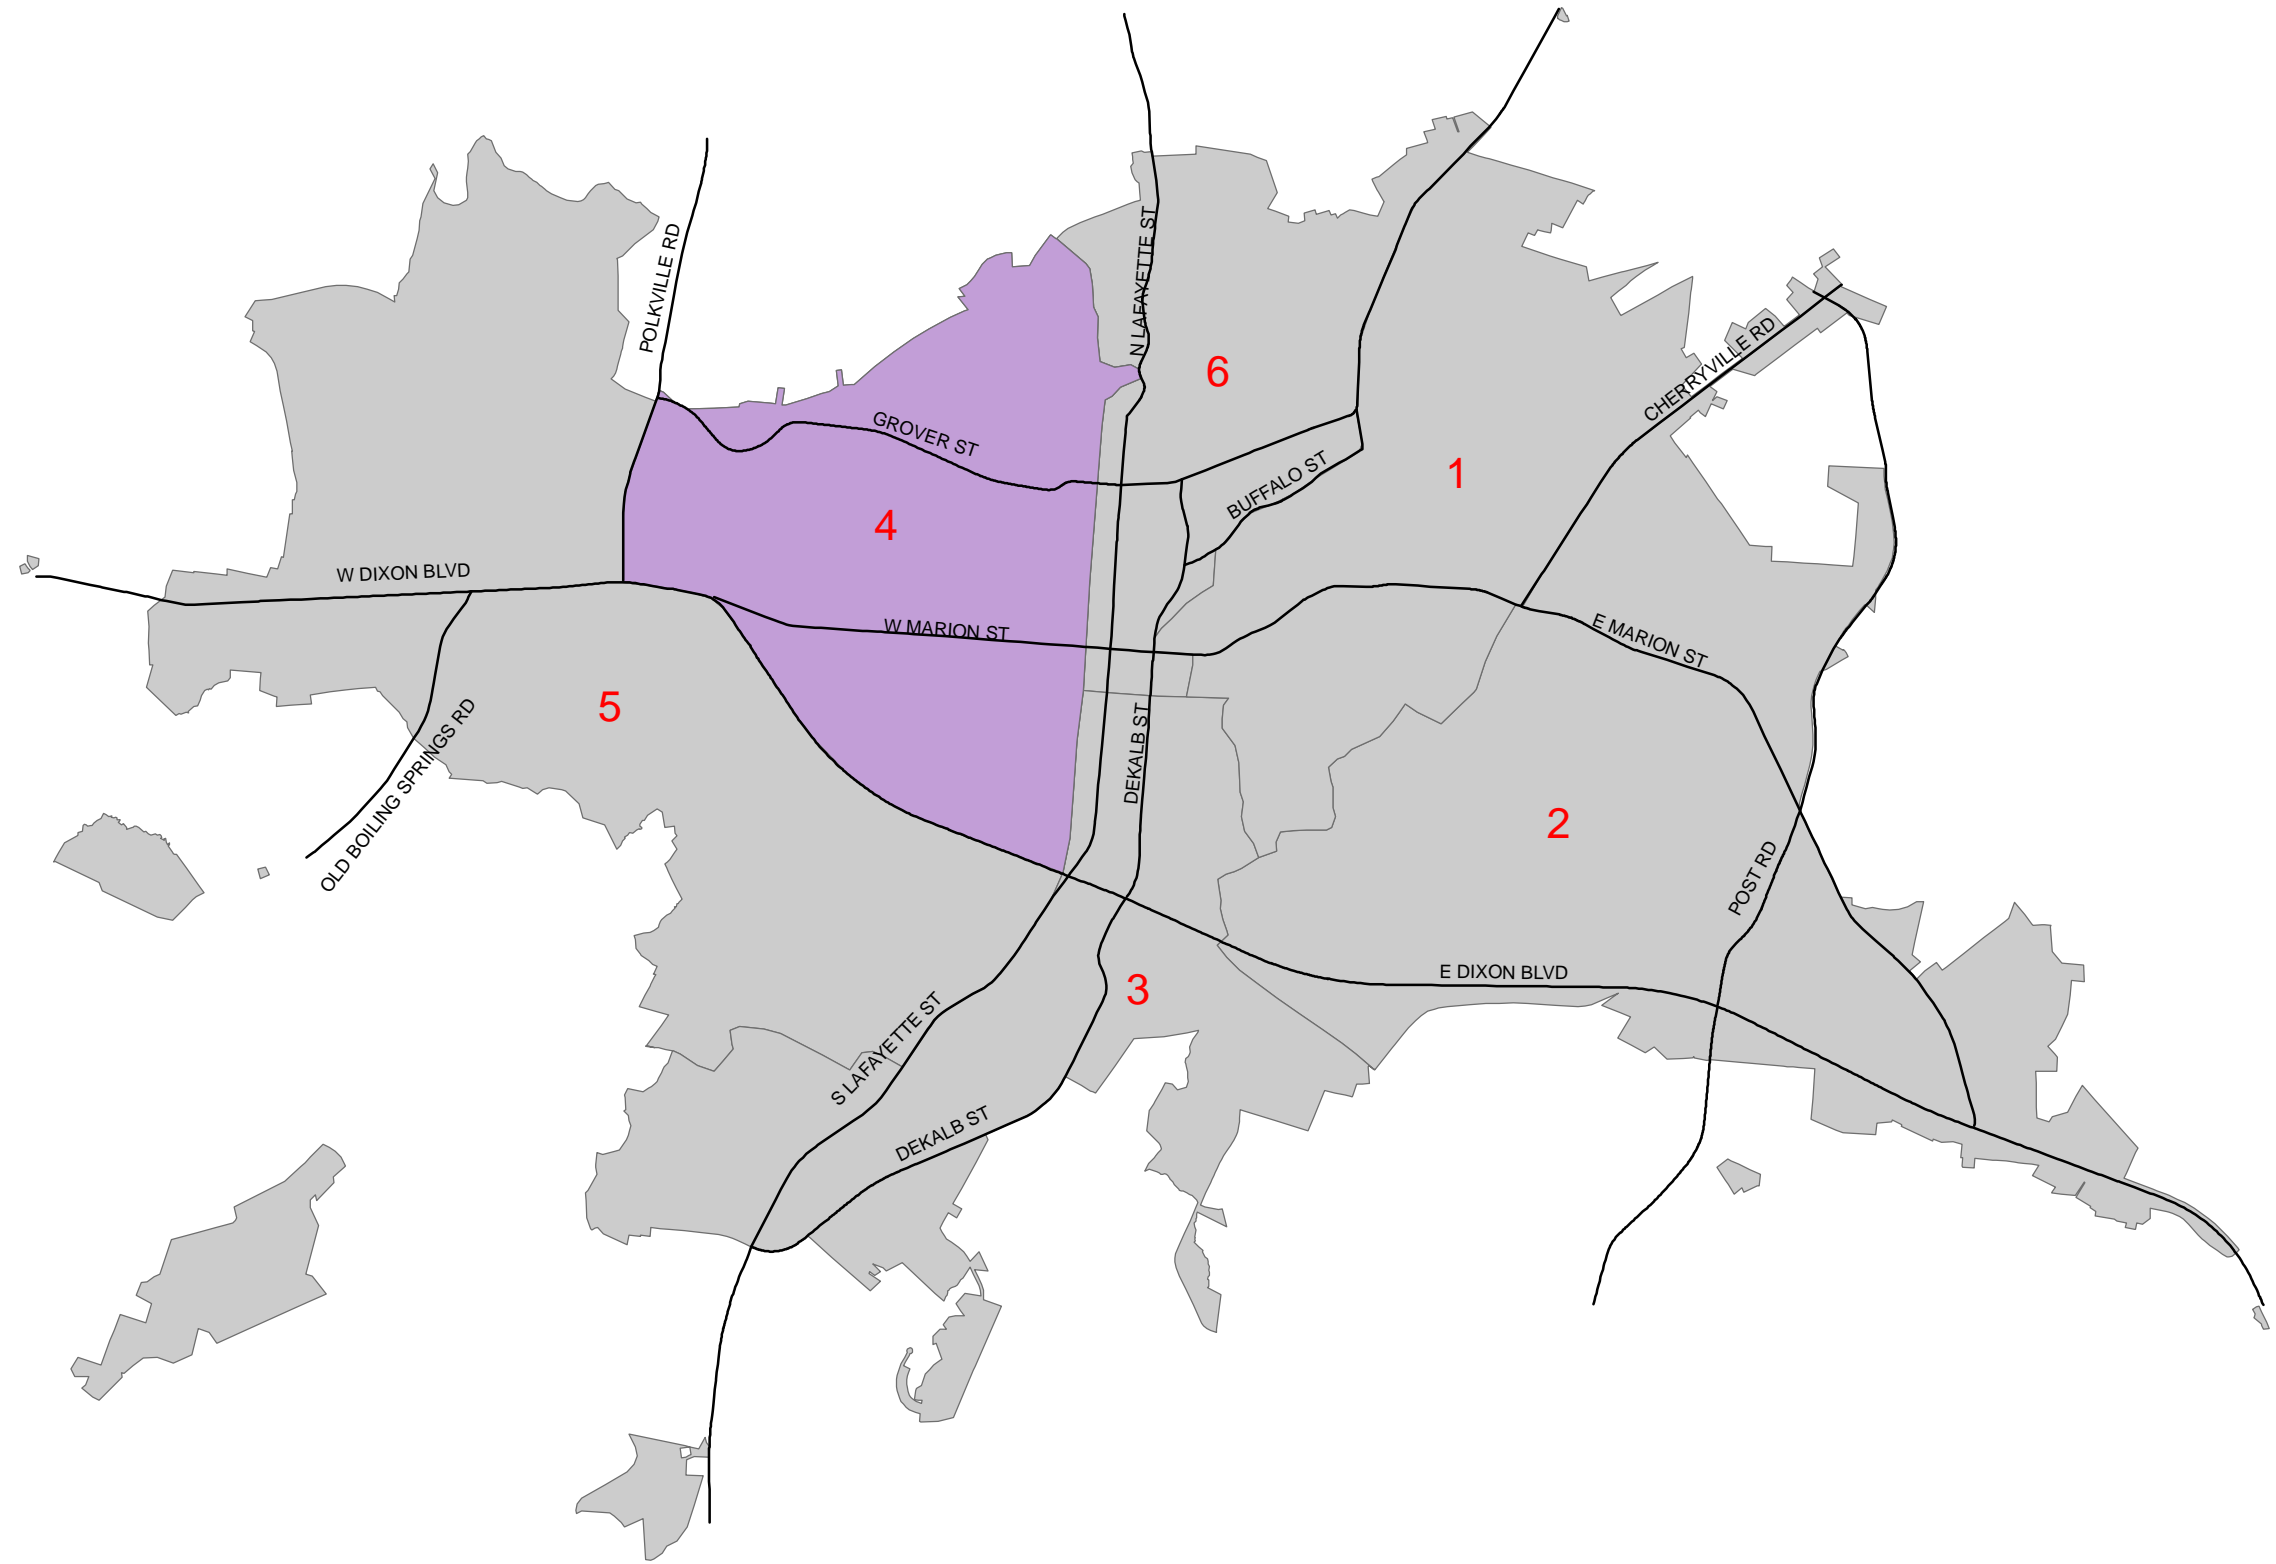 POLKVILLE RD
N LAFAYETTE ST
6
CHERRYVILLE RD
GROVER ST
BUFFALO ST
1
4
W DIXON BLVD
W MARION ST
E MARION ST
5
OLD BOILING SPRINGS RD
DEKALB ST
2
POST RD
E DIXON BLVD
3
S LAFAYETTE ST
DEKALB ST